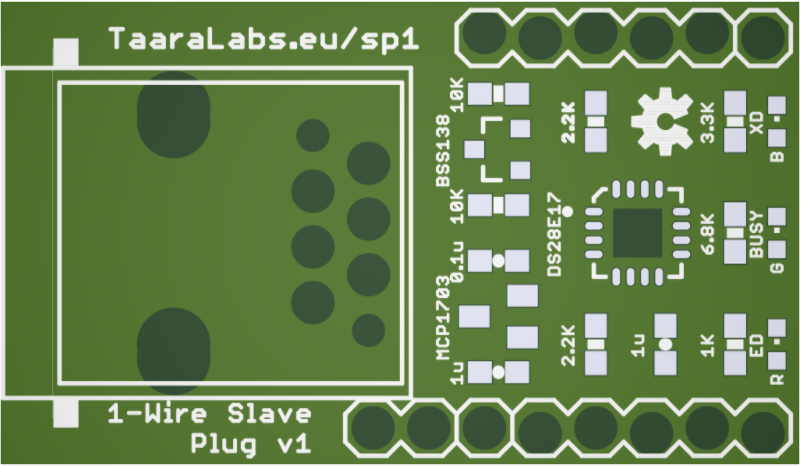 TaaraLabs.eu/sp1
10K
BSS138
10K
0.1u
MCP1703
1u
2.2K
DS28E17
2.2K
1u
3.3K
XD
B
6.8K
BUSY
G
1K
ED
R
1-Wire Slave
Plug v1